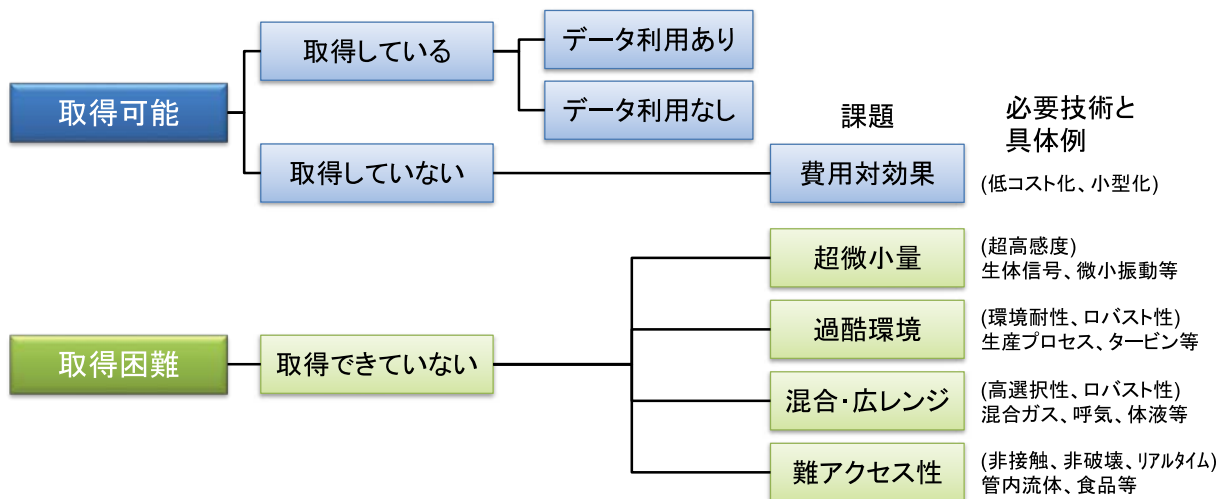 取得している
データ利用あり
取得可能
データ利用なし
課題
必要技術と
具体例
取得していない
費用対効果
(低コスト化、小型化)
超微小量
(超高感度)
生体信号、微小振動等
過酷環境
(環境耐性、ロバスト性)
生産プロセス、タービン等
取得困難
取得できていない
混合・広レンジ
(高選択性、ロバスト性)
混合ガス、呼気、体液等
難アクセス性
(非接触、非破壊、リアルタイム)
管内流体、食品等